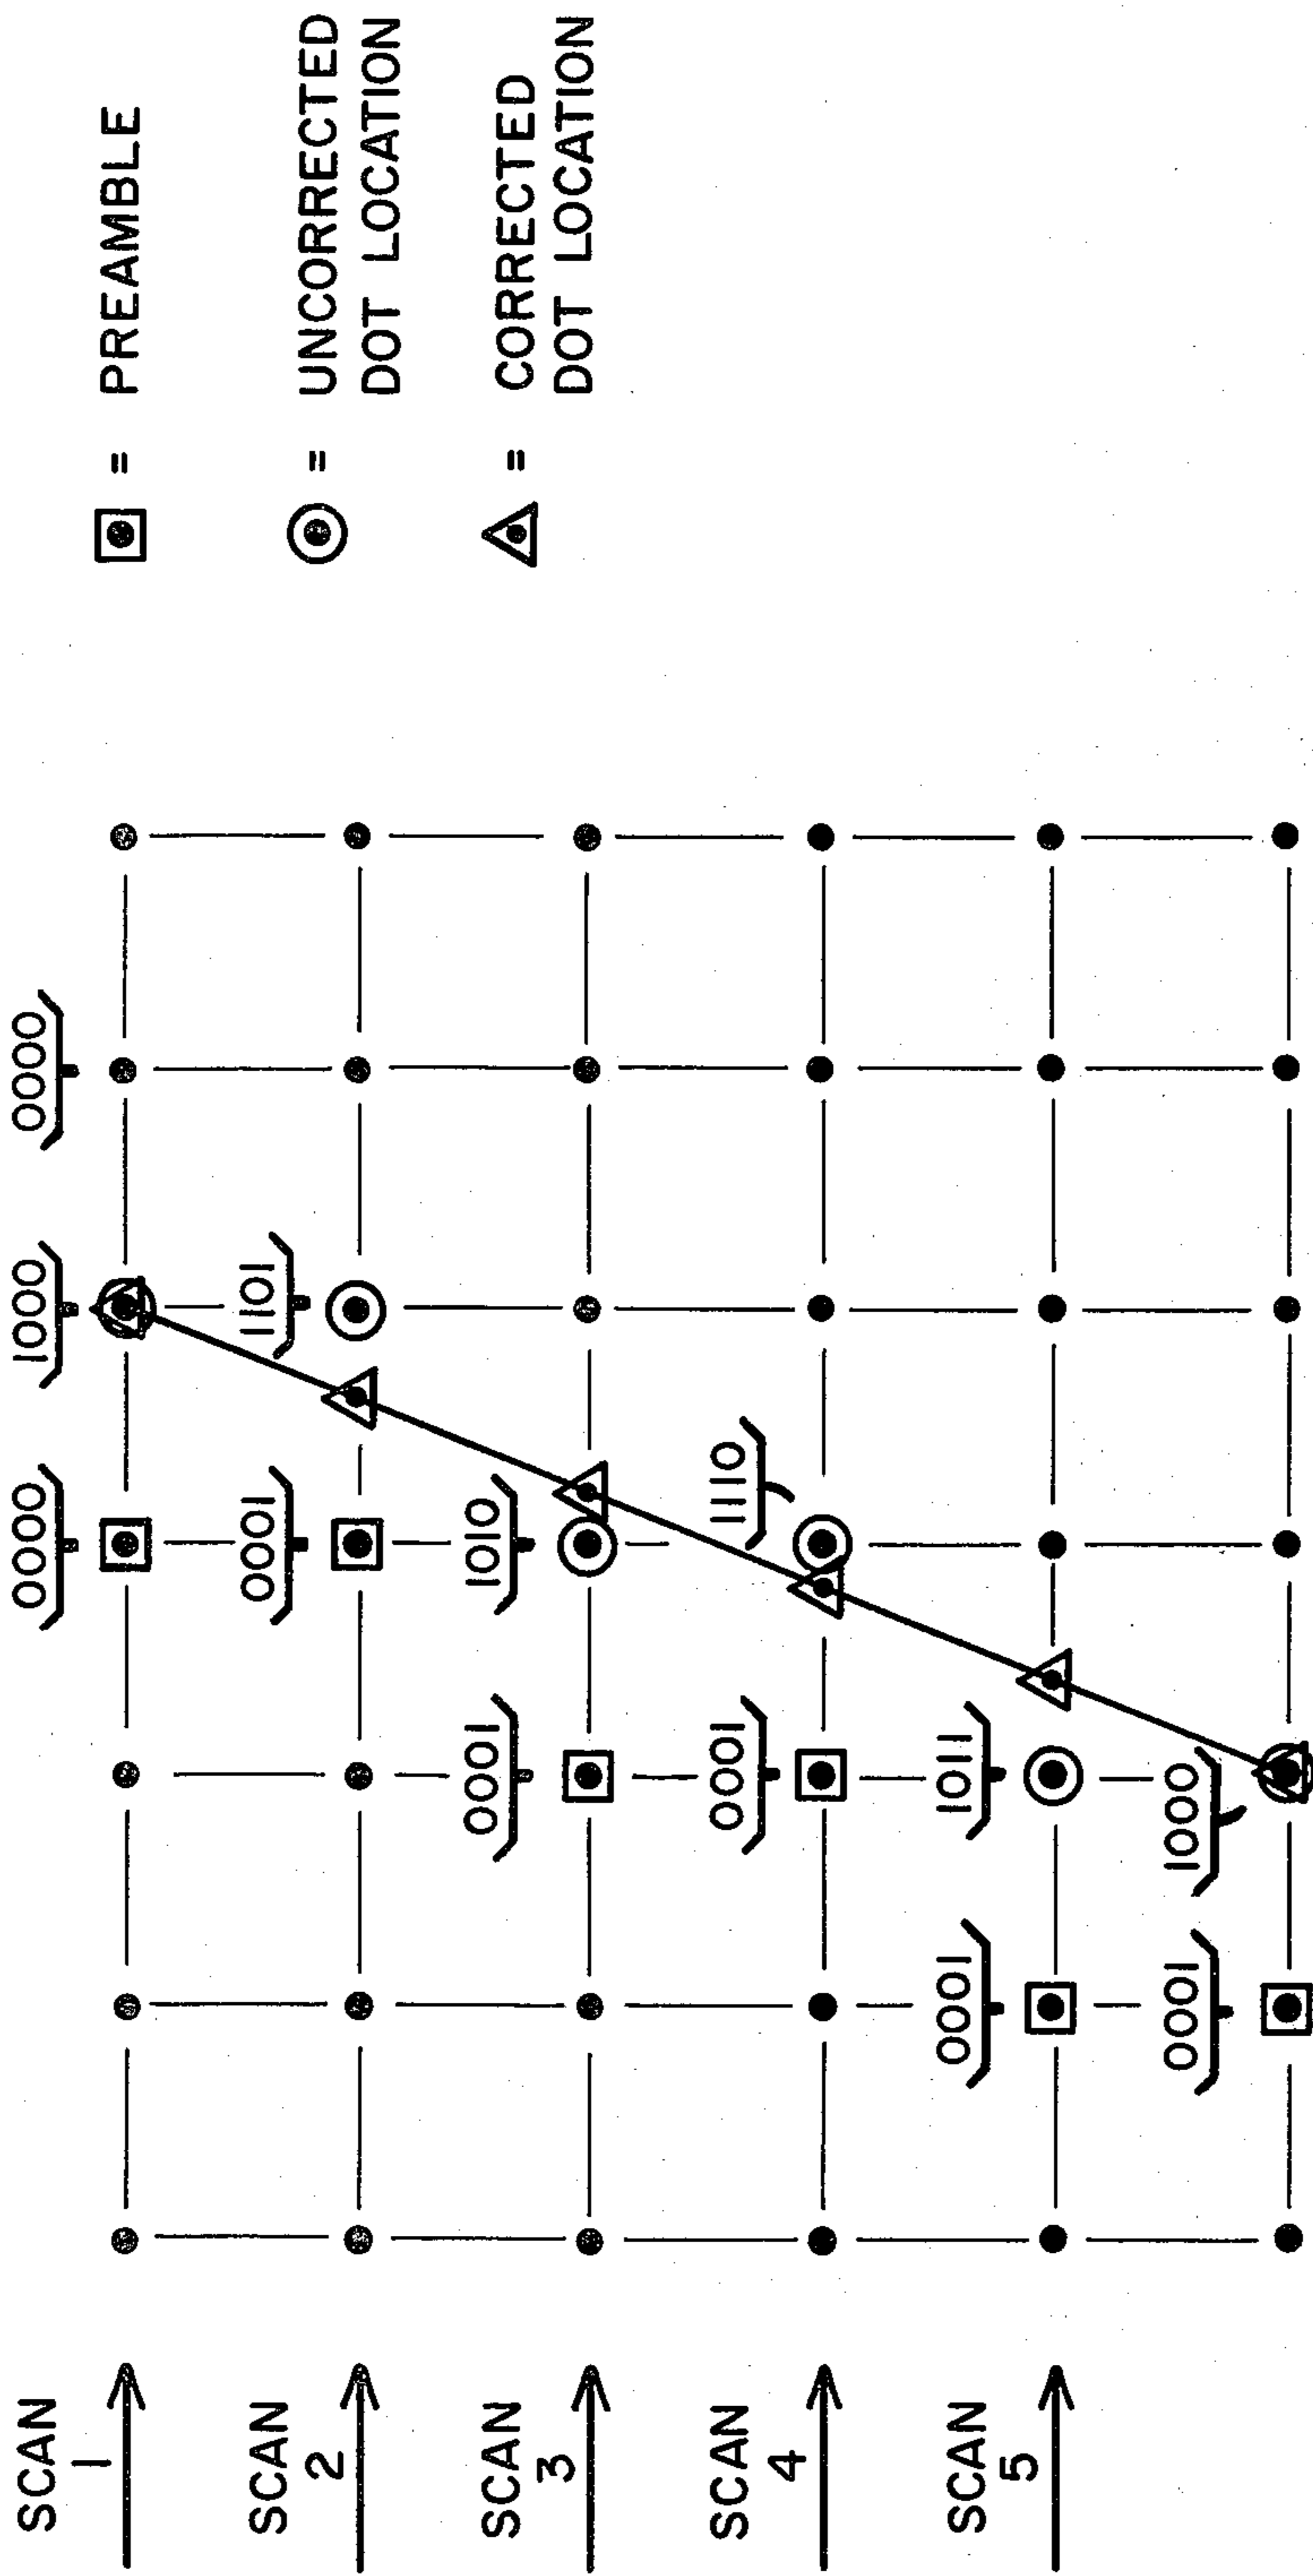 SCAN
1
0000
1000
0000
SCAN
2
0001
1101
SCAN
3
0001
1010
SCAN
4
0001
1110
SCAN
5
0001
1011
0001
1000
= PREAMBLE
= UNCORRECTED
DOT LOCATION
= CORRECTED
DOT LOCATION